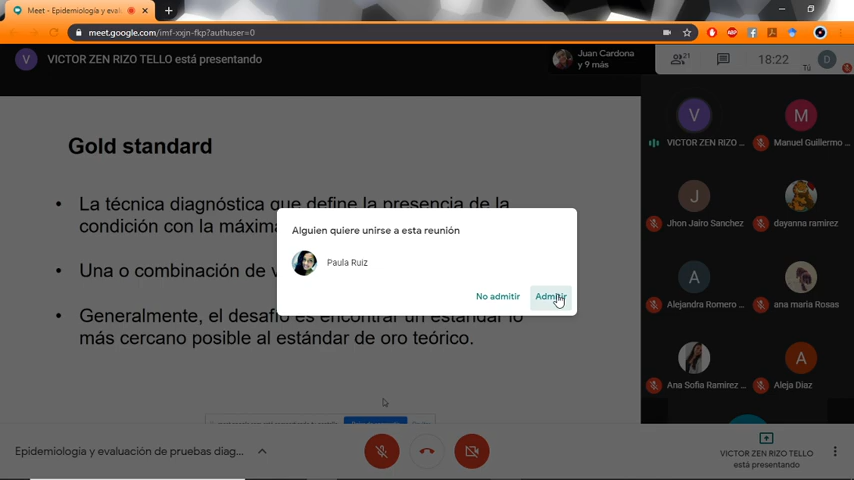 Meet - Epidemiología y eval
meet.google.com/imf-xxjn-fkp?authuser=0
V VICTOR ZEN RIZO TELLO está presentando
Juan Cardona
y 9 más
21
18:22
Tú
D
Gold standard
• La técnica diagnóstica que define la presencia de la
condición con la máxima
• Una o combinación de v
• Generalmente, el desafío es encontrar un estándar lo
más cercano posible al estándar de oro teórico.
Alguien quiere unirse a esta reunión
Paula Ruiz
No admitir
Admitir
V
VICTOR ZEN RIZO ...
M
Manuel Guillermo ...
J
Jhon Jairo Sanchez
dayanna ramirez
A
Alejandra Romero ...
ana maria Rosas
Ana Sofia Ramirez ...
A
Aleja Diaz
Epidemiología y evaluación de pruebas diag...
VICTOR ZEN RIZO TELLO
está presentando